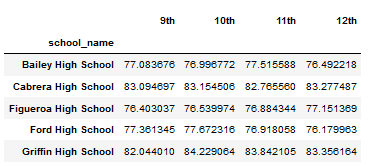 9th 10th 11th 12th
school_name
Bailey High School 77.083676 76.996772 77.515588 76.492218
Cabrera High School 83.094697 83.154506 82.765560 83.277487
Figueroa High School 76.403037 76.539974 76.884344 77.151369
Ford High School 77.361345 77.672316 76.918058 76.179963
Griffin High School 82.044010 84.229064 83.842105 83.356164